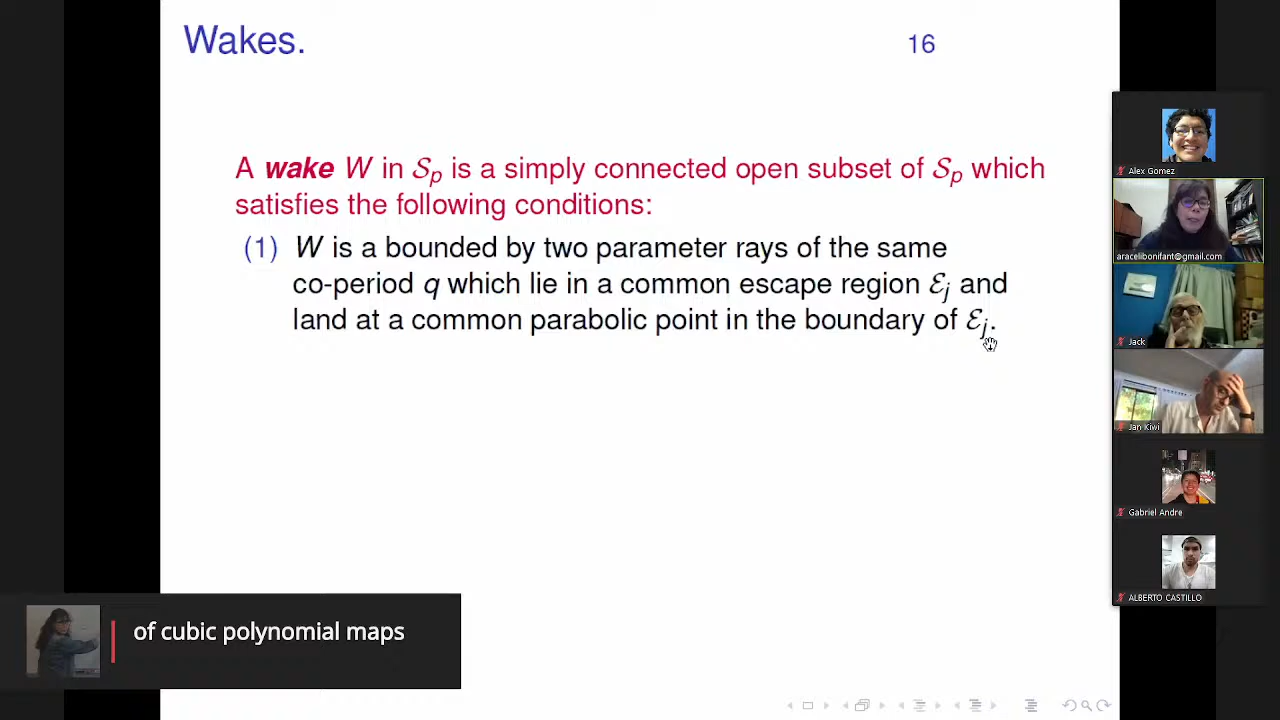 Wakes.
16
A wake W in 𝒮p is a simply connected open subset of 𝒮p which
satisfies the following conditions:
(1) W is a bounded by two parameter rays of the same
co-period q which lie in a common escape region ℰj and
land at a common parabolic point in the boundary of ℰj.
Alex Gomez
aracelibonifant@gmail.com
Jack
Jan Kiwi
Gabriel Andre
ALBERTO CASTILLO
of cubic polynomial maps